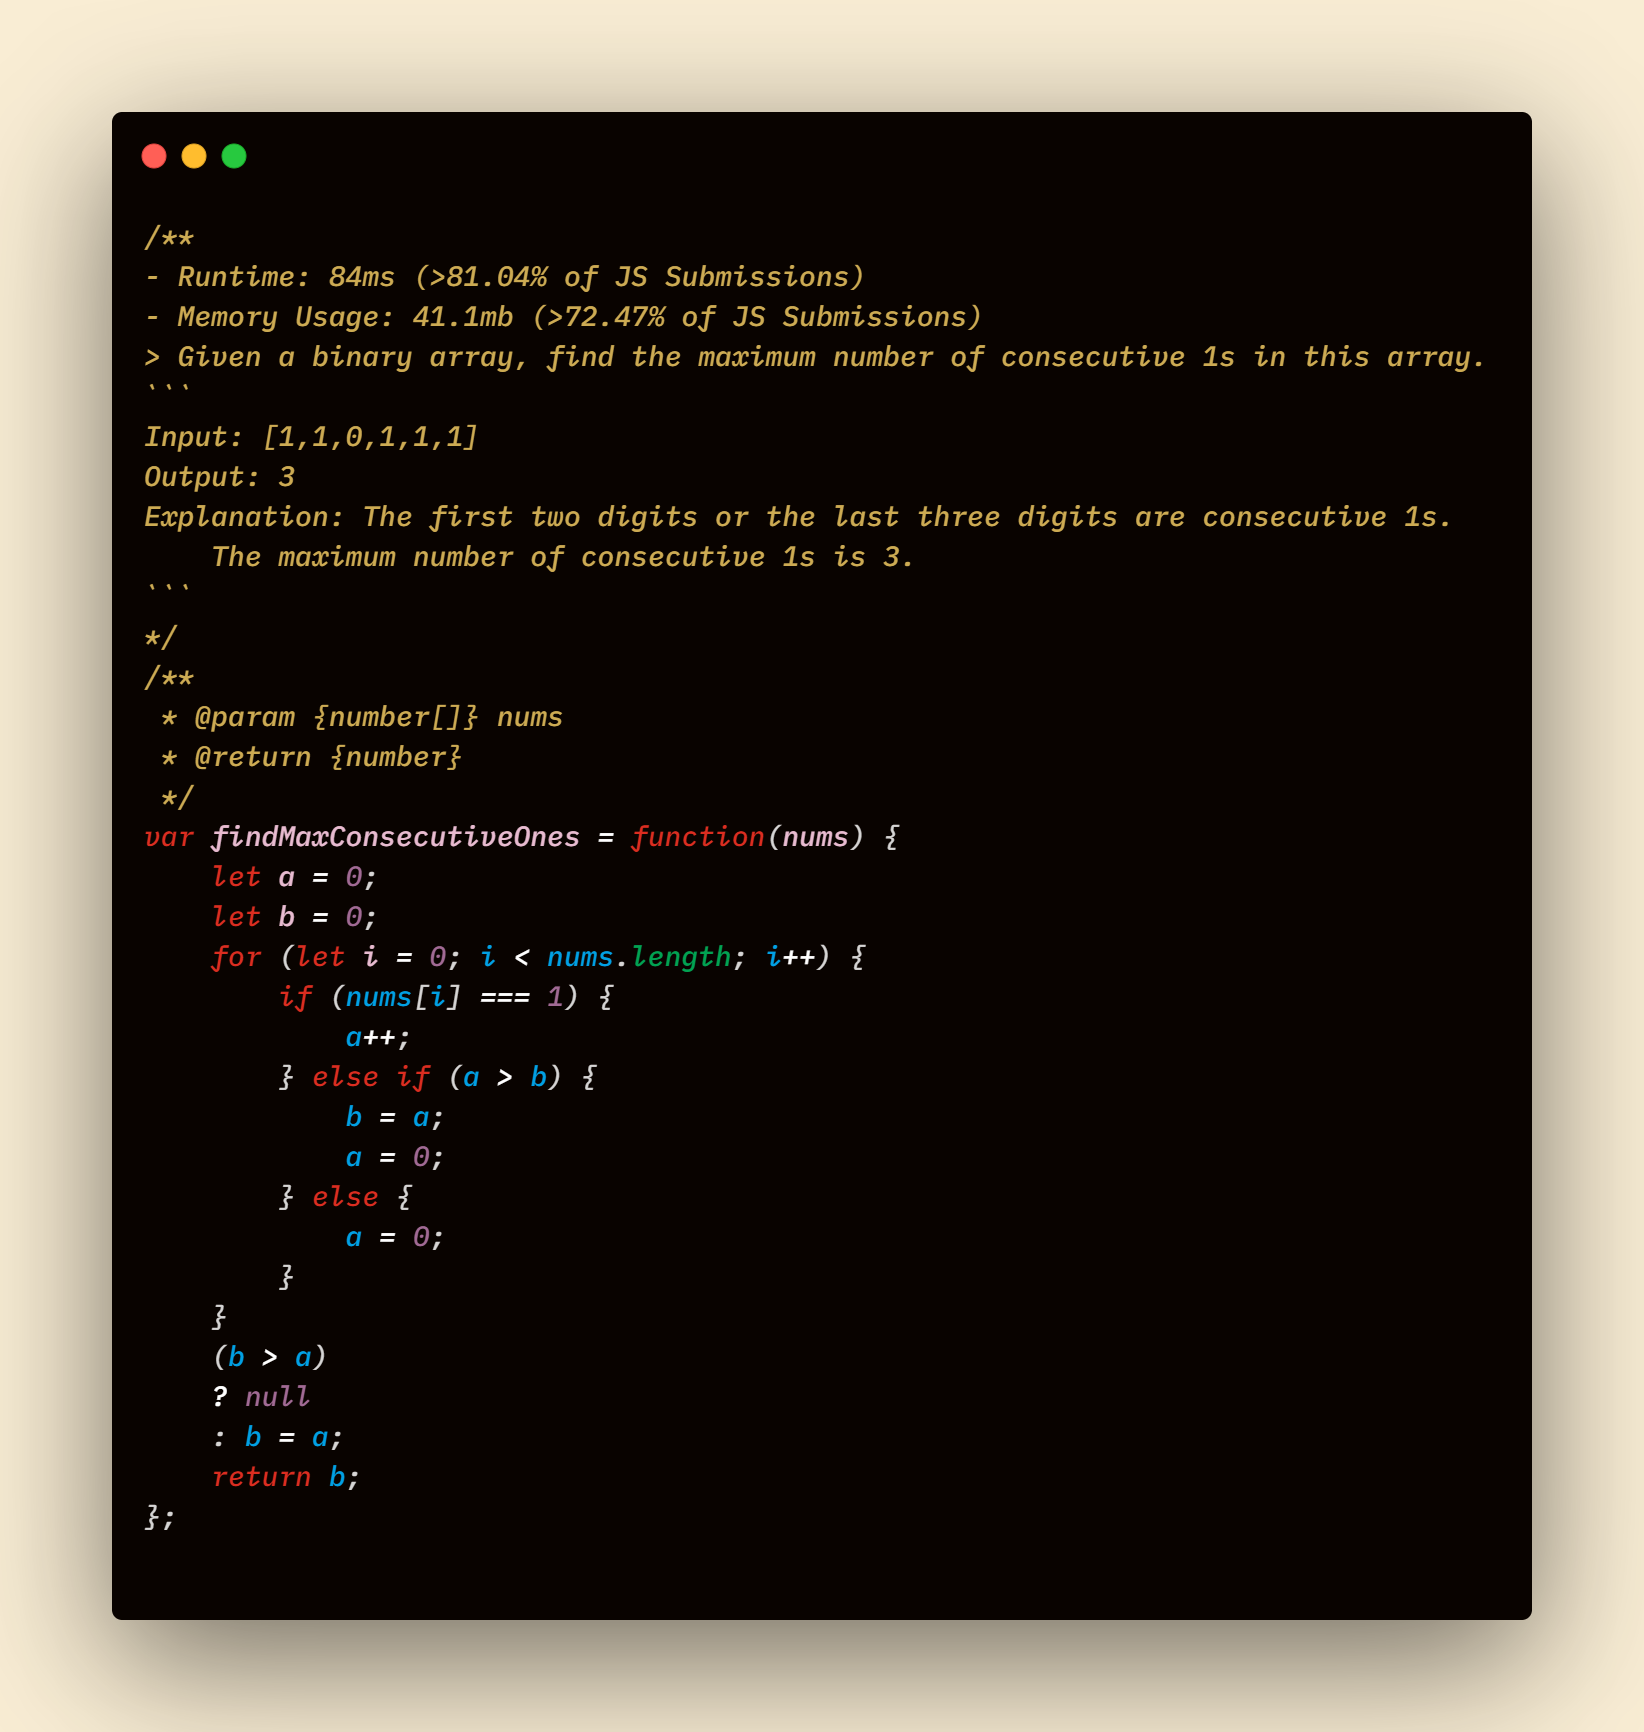 /**
- Runtime: 84ms (>81.04% of JS Submissions)
- Memory Usage: 41.1mb (>72.47% of JS Submissions)
> Given a binary array, find the maximum number of consecutive 1s in this array.
```
Input: [1,1,0,1,1,1]
Output: 3
Explanation: The first two digits or the last three digits are consecutive 1s.
    The maximum number of consecutive 1s is 3.
```
*/
/**
 * @param {number[]} nums
 * @return {number}
 */
var findMaxConsecutiveOnes = function(nums) {
    let a = 0;
    let b = 0;
    for (let i = 0; i < nums.length; i++) {
        if (nums[i] === 1) {
            a++;
        } else if (a > b) {
            b = a;
            a = 0;
        } else {
            a = 0;
        }
    }
    (b > a)
    ? null
    : b = a;
    return b;
};